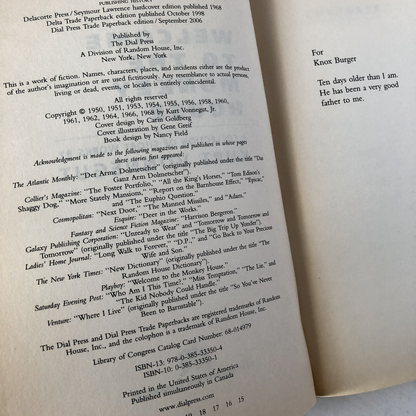 PUBLISHING HISTORY
Delacorte Press / Seymour Lawrence hardcover edition published 1968
Delta Trade Paperback edition published October 1998
Dial Press Trade Paperback edition / September 2006
Published by
The Dial Press
A Division of Random House, Inc.
New York, New York
This is a work of fiction. Names, characters, places, and incidents either are the product
of the author's imagination or are used fictitiously. Any resemblance to actual persons,
living or dead, events, or locales is entirely coincidental.
All rights reserved
Copyright © 1950, 1951, 1953, 1954, 1955, 1956, 1958, 1960,
1961, 1962, 1964, 1966, 1968 by Kurt Vonnegut, Jr.
Cover design by Carin Goldberg
Cover illustration by Gene Greif
Book design by Nancy Field
Acknowledgment is made to the following magazines and publishers in whose pages
these stories first appeared:
The Atlantic Monthly: "Der Arme Dolmetscher" (originally published under the title "Das
Ganz Arm Dolmetscher").
Collier's Magazine: "The Foster Portfolio," "All the King's Horses," "Tom Edison's
Shaggy Dog," "More Stately Mansions," "Report on the Barnhouse Effect," "Epicac,"
and "The Euphio Question."
Cosmopolitan: "Next Door," "The Manned Missiles," and "Adam."
Esquire: "Deer in the Works."
Fantasy and Science Fiction Magazine: "Harrison Bergeron."
Galaxy Publishing Corporation: "Unready to Wear" and "Tomorrow and Tomorrow and
Tomorrow" (originally published under the title "The Big Trip Up Yonder").
Ladies' Home Journal: "Long Walk to Forever," "D.P.," and "Go Back to Your Precious
Wife and Son."
The New York Times: "New Dictionary" (originally published under the title "The
Random House Dictionary").
Playboy: "Welcome to the Monkey House."
Saturday Evening Post: "Who Am I This Time?" "Miss Temptation," "The Lie," and
"The Kid Nobody Could Handle."
Venture: "Where I Live" (originally published under the title "So You've Never
Been to Barnstable").
The Dial Press and Dial Press Trade Paperbacks are registered trademarks of Random
House, Inc., and the colophon is a trademark of Random House, Inc.
Library of Congress Catalog Card Number: 68-014979
ISBN-13: 978-0-385-33350-4
ISBN-10: 0-385-33350-1
Printed in the United States of America
Published simultaneously in Canada
www.dialpress.com
19 18 17 16 15
For
Knox Burger
Ten days older than I am.
He has been a very good
father to me.